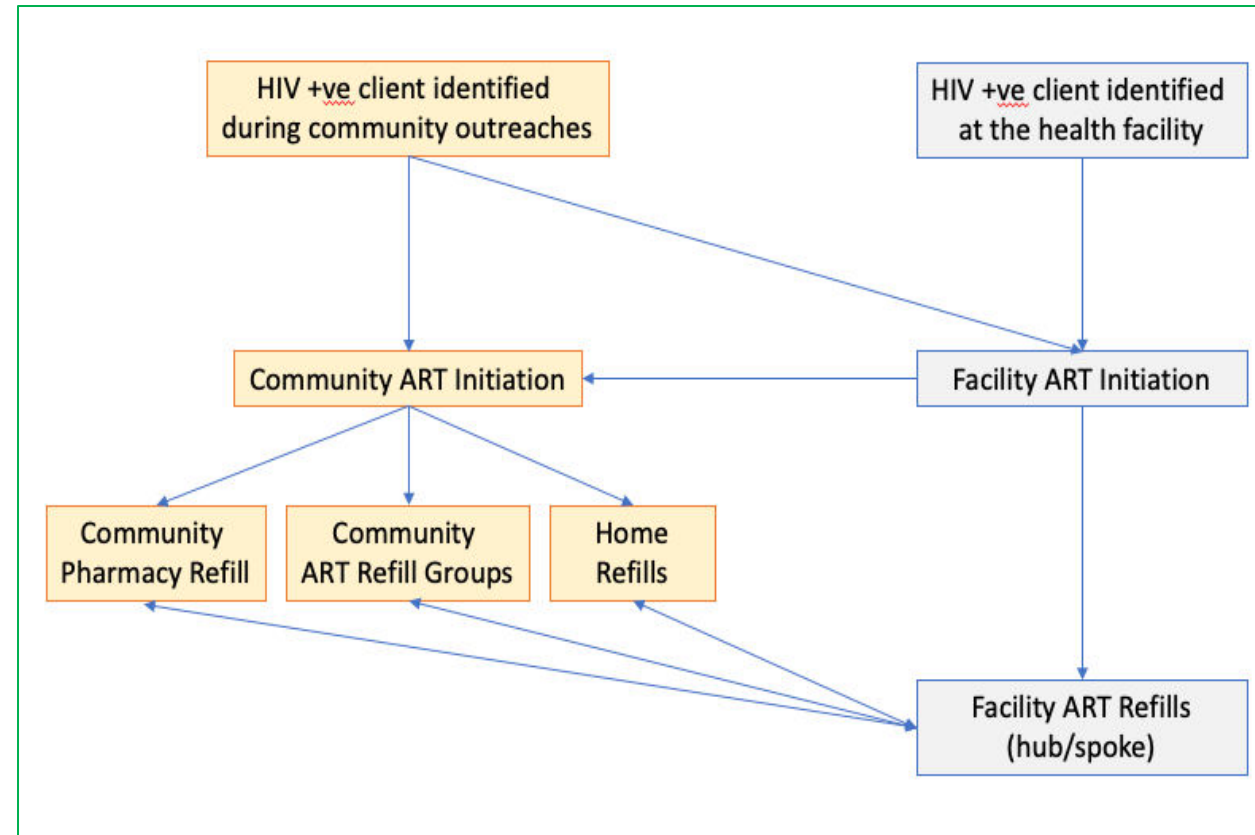 HIV +ve client identified
during community outreaches
HIV +ve client identified
at the health facility
Community ART Initiation
Facility ART Initiation
Community
Pharmacy Refill
Community
ART Refill Groups
Home
Refills
Facility ART Refills
(hub/spoke)